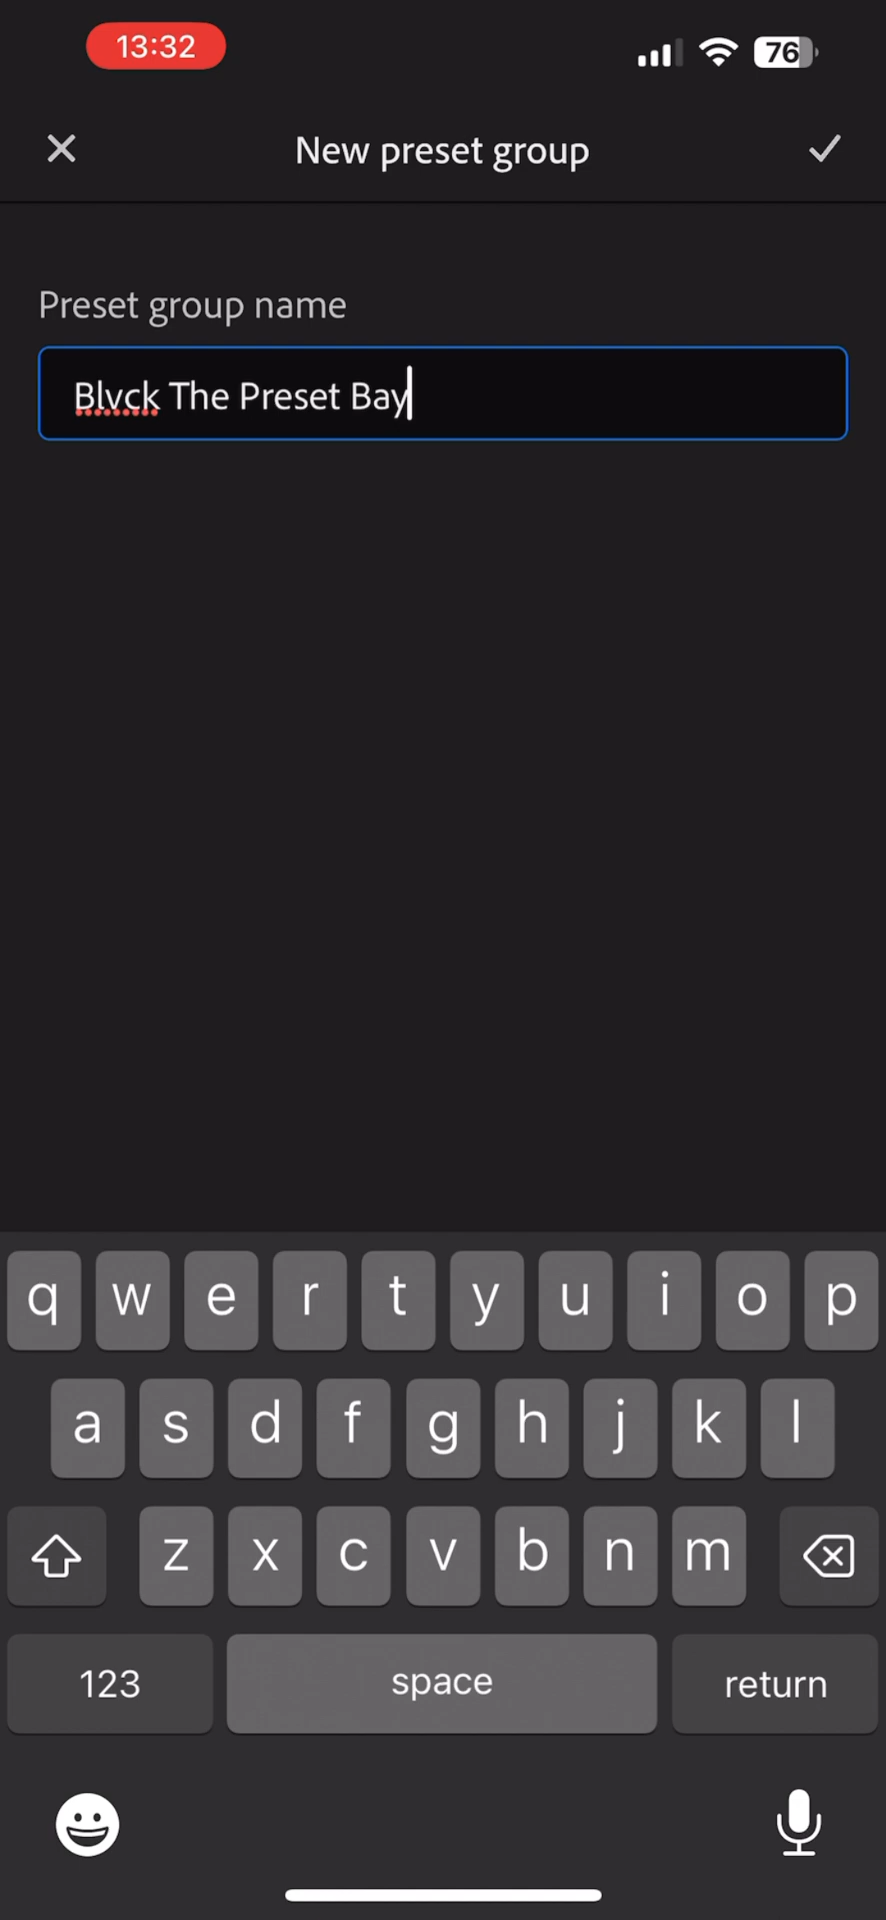 13:32
76
New preset group
Preset group name
Blvck The Preset Bay
q w e r t y u i o p
a s d f g h j k l
z x c v b n m
123 space return